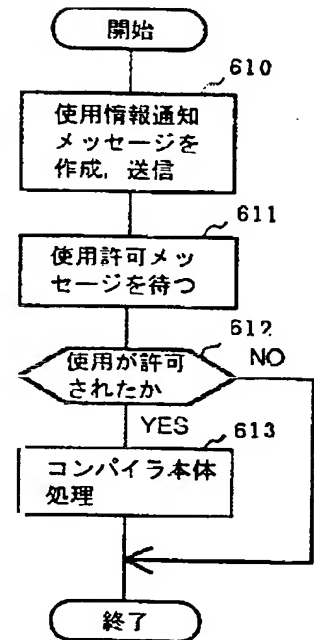 開始
610
使用情報通知
メッセージを
作成，送信
611
使用許可メッ
セージを待つ
612
使用が許可
されたか
NO
YES
613
コンパイラ本体
処理
終了